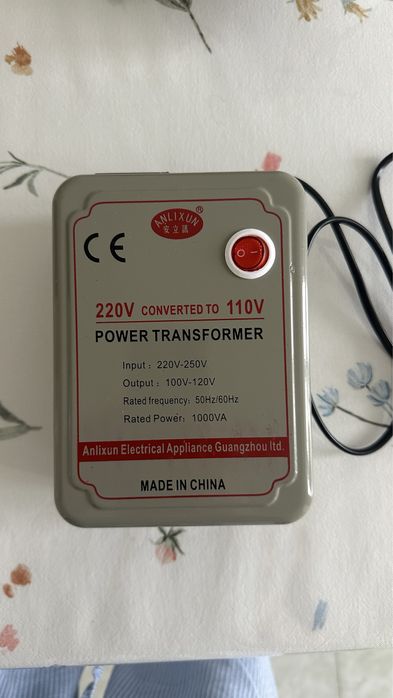 ANLIXUN ®
安立訊
CE
220V CONVERTED TO 110V
POWER TRANSFORMER
Input : 220V-250V
Output : 100V-120V
Rated frequency: 50Hz/60Hz
Rated Power: 1000VA
Anlixun Electrical Appliance Guangzhou ltd.
MADE IN CHINA